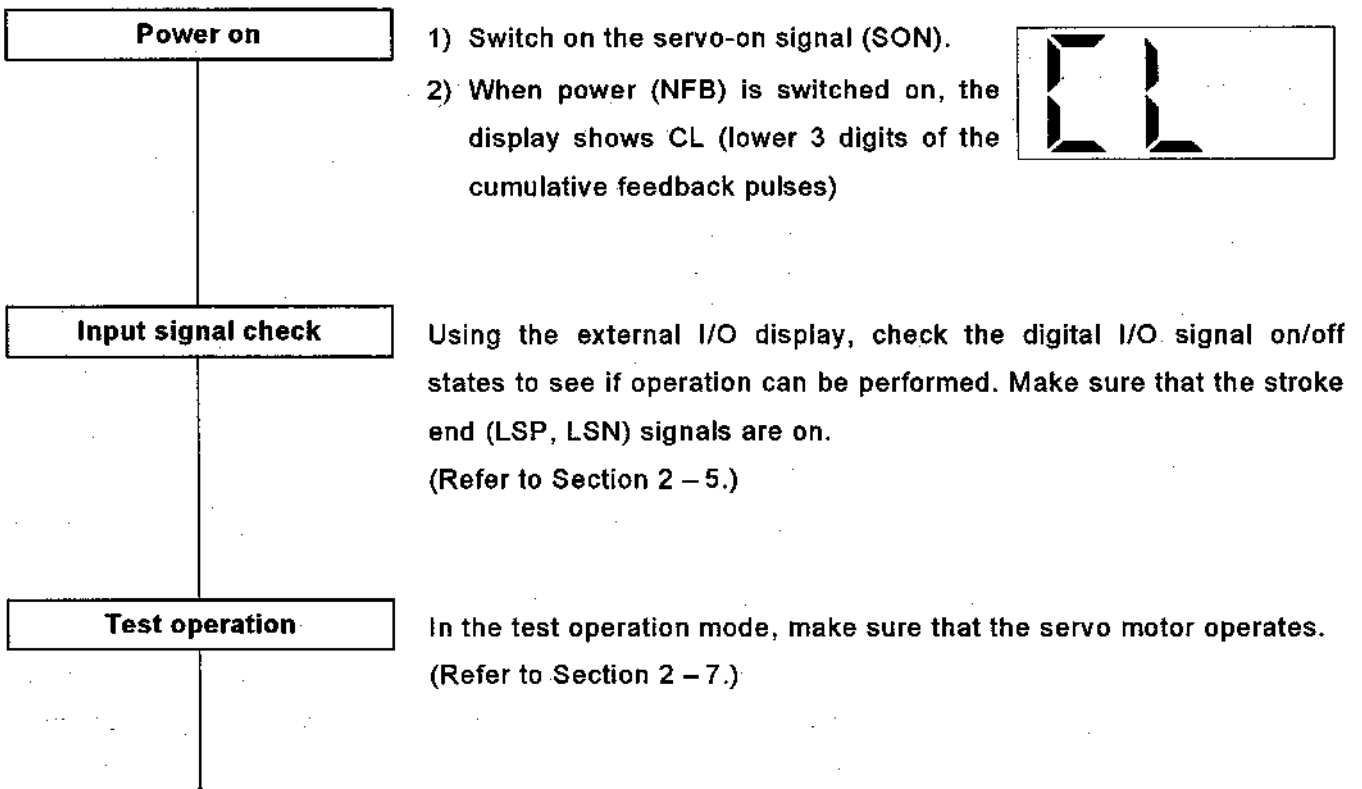 Power on
1) Switch on the servo-on signal (SON).
2) When power (NFB) is switched on, the
display shows CL (lower 3 digits of the
cumulative feedback pulses)
CL
Input signal check
Using the external I/O display, check the digital I/O signal on/off
states to see if operation can be performed. Make sure that the stroke
end (LSP, LSN) signals are on.
(Refer to Section 2 – 5.)
Test operation
In the test operation mode, make sure that the servo motor operates.
(Refer to Section 2 – 7.)